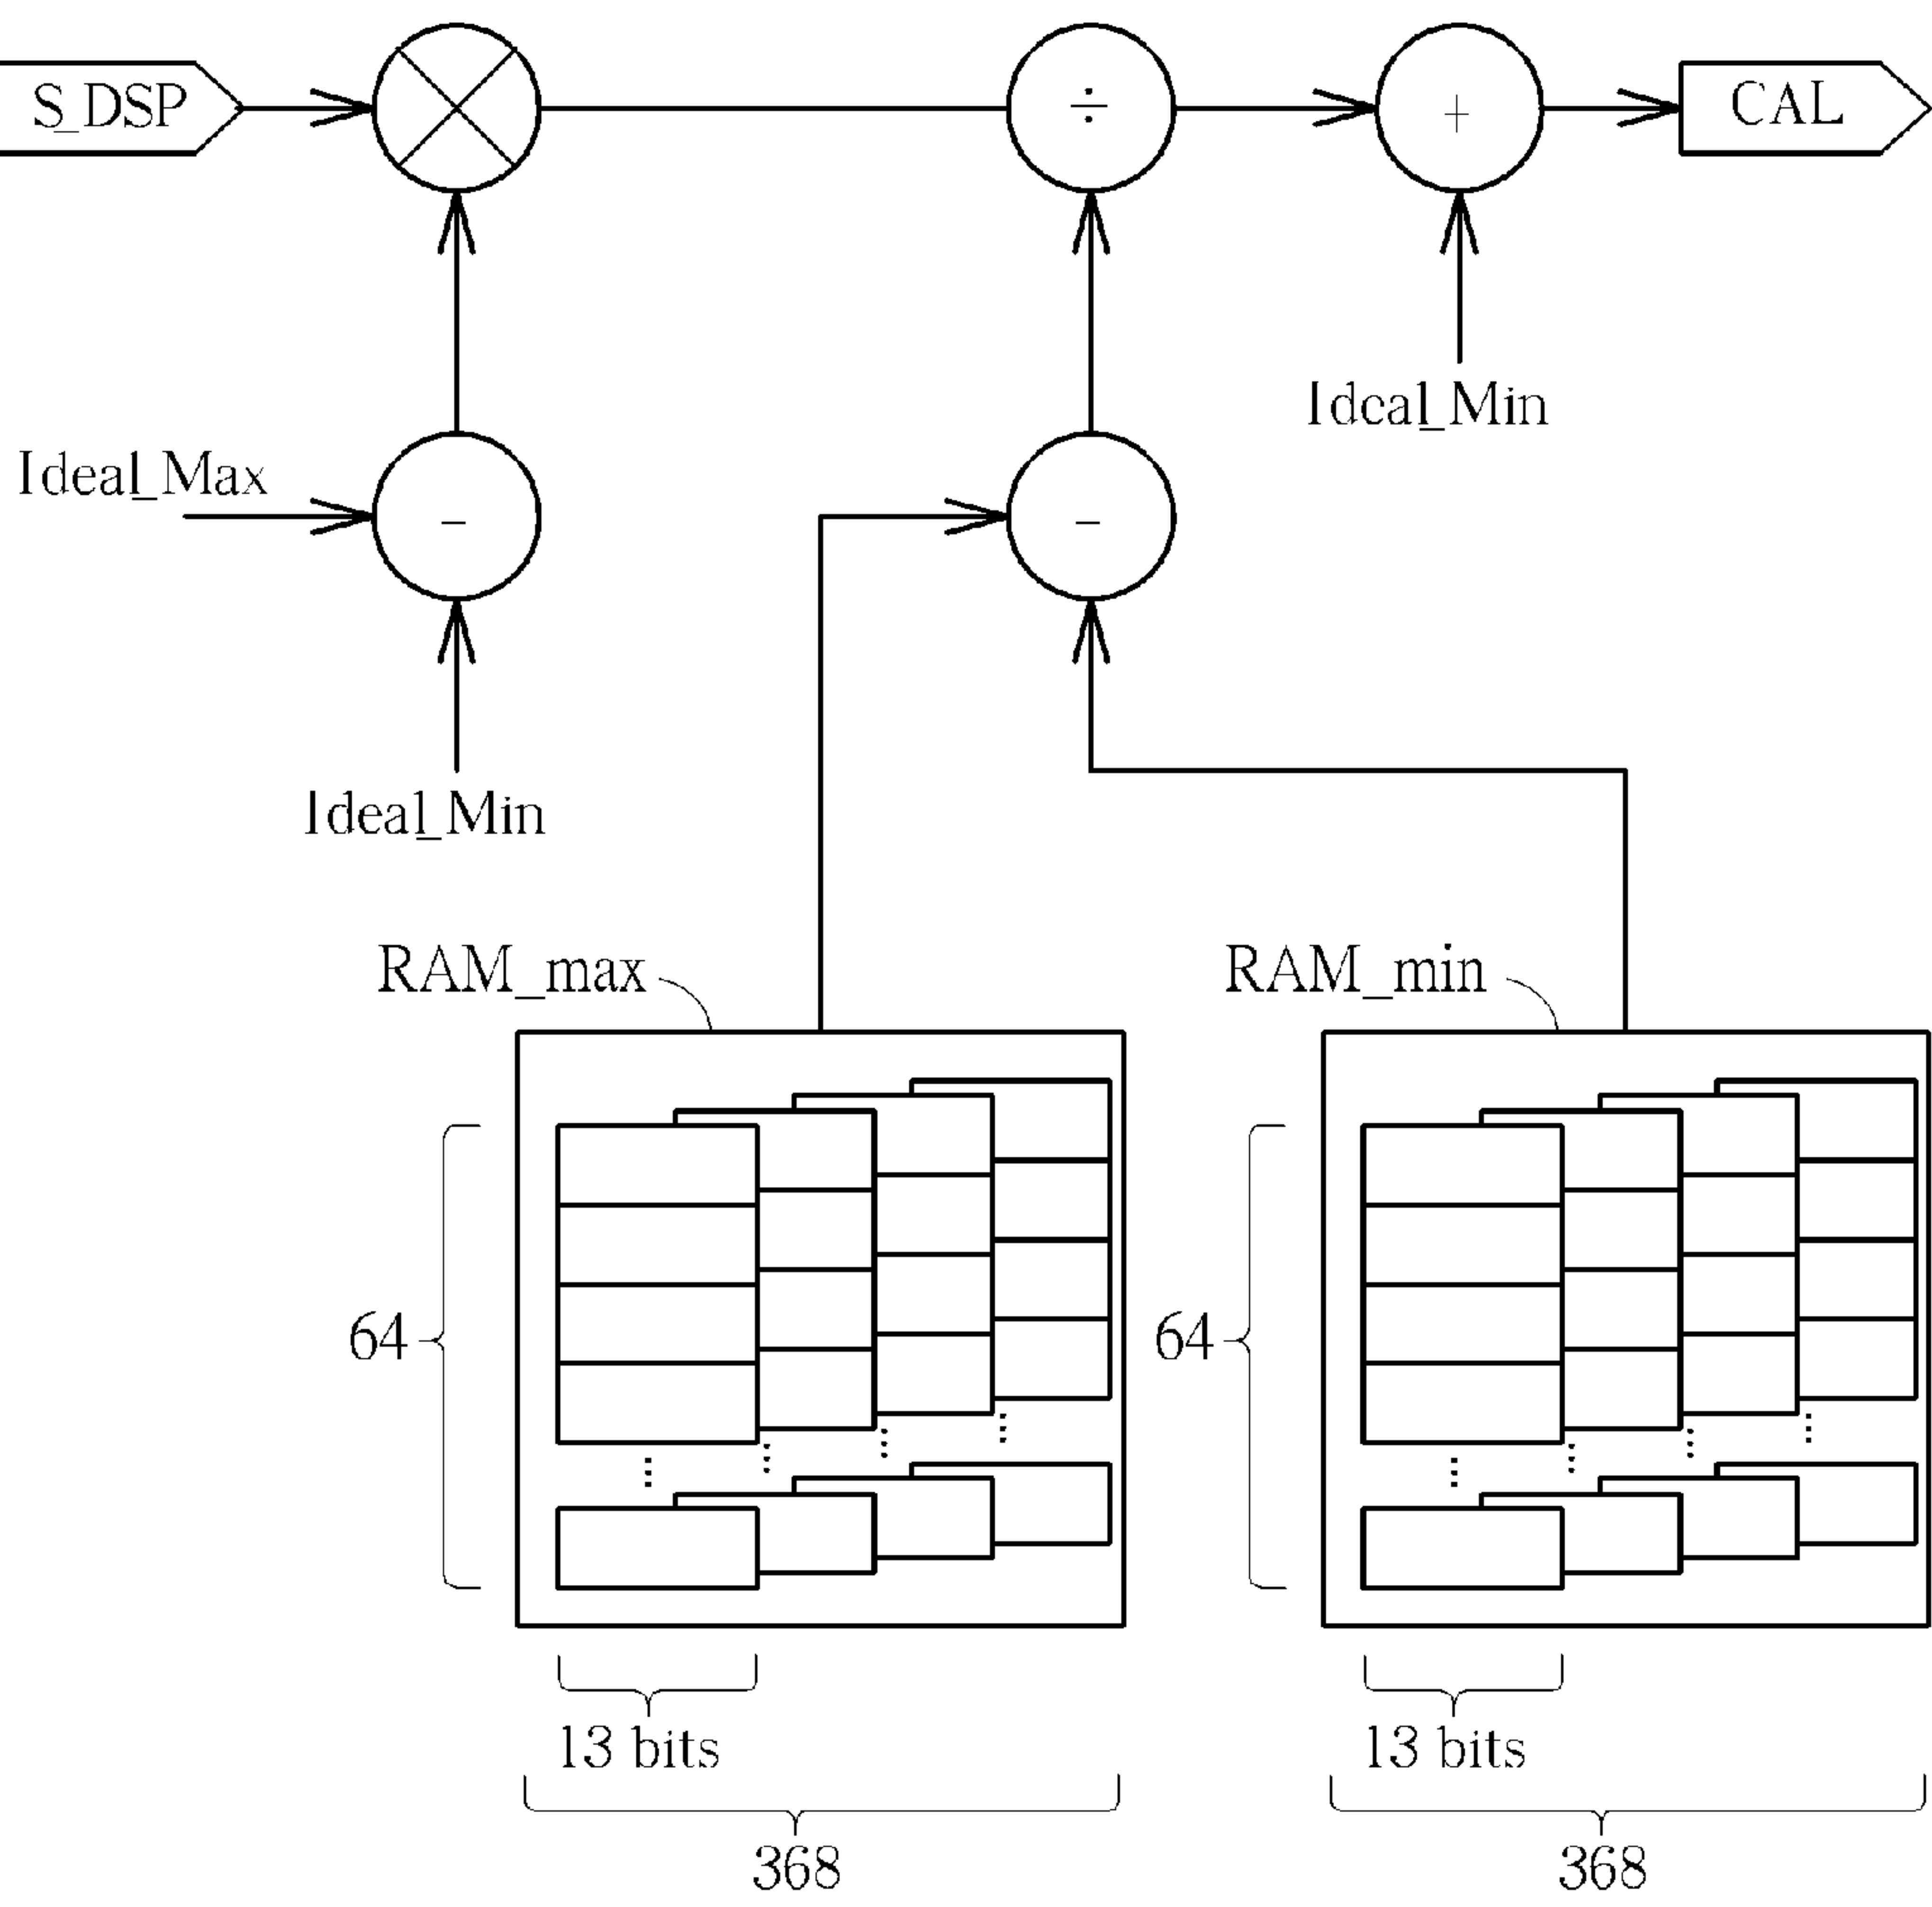 S_DSP
÷
+
CAL
Ideal_Min
Ideal_Max
-
-
Ideal_Min
RAM_max
RAM_min
64
64
13 bits
13 bits
368
368